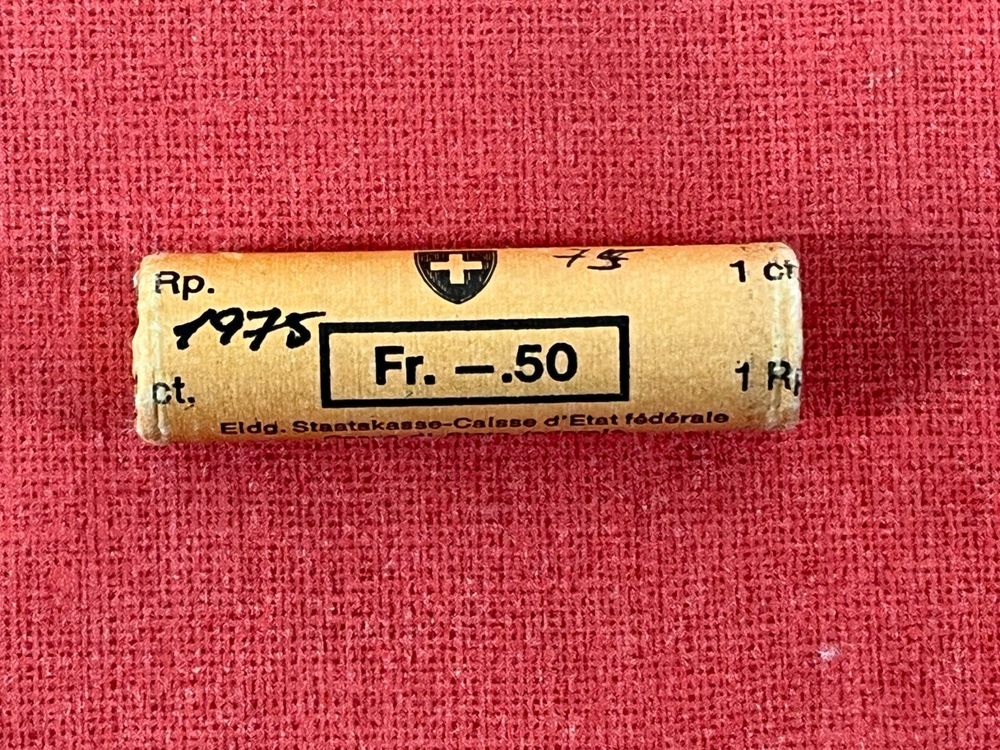 Rp.
75
1 ct
1975
Fr. –.50
ct.
1 Rp
Eidg. Staatskasse-Caisse d'Etat fédérale